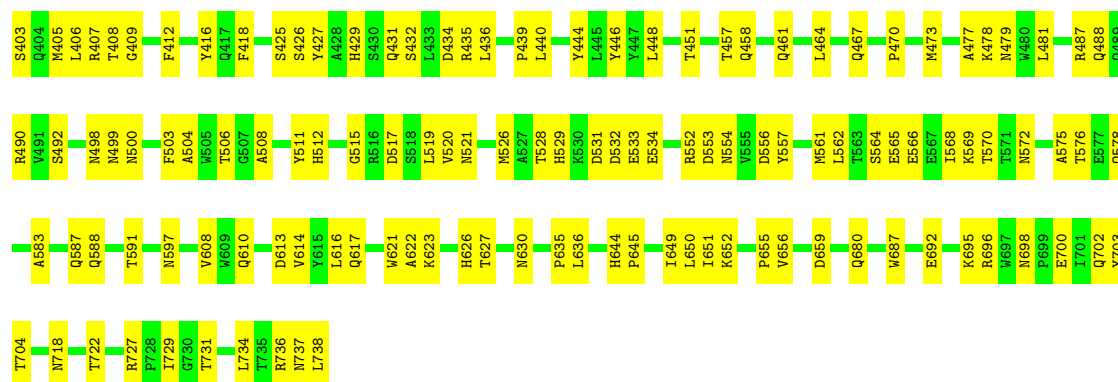 S403 Q404 M405 L406 R407 T408 G409 F412 Y416 Q417 F418 S425 S426 Y427 A428 H429 S430 Q431 S432 L433 D434 R435 L436 P439 L440 Y444 L445 Y446 Y447 L448 T451 T457 Q458 Q461 L464 Q467 P470 M473 A477 K478 N479 W480 L481 R487 Q488 Q489
R490 V491 S492 N498 N499 N500 F503 A504 W505 T506 G507 A508 Y511 H512 G515 R516 D517 S518 L519 V520 N521 M526 A527 T528 H529 K530 D531 D532 E533 E534 R552 D553 N554 V555 D556 Y557 M561 L562 T563 S564 E565 E566 E567 I568 K569 T570 T571 N572 A575 T576 E577 Q578
A583 Q587 Q588 T591 N597 V608 W609 Q610 D613 V614 Y615 L616 Q617 W621 A622 K623 H626 T627 N630 P635 L636 H644 P645 I649 L650 I651 K652 P655 V656 D659 Q680 W687 E692 K695 R696 W697 N698 P699 E700 I701 Q702 Y703
T704 N718 T722 R727 P728 I729 G730 T731 L734 T735 R736 N737 L738